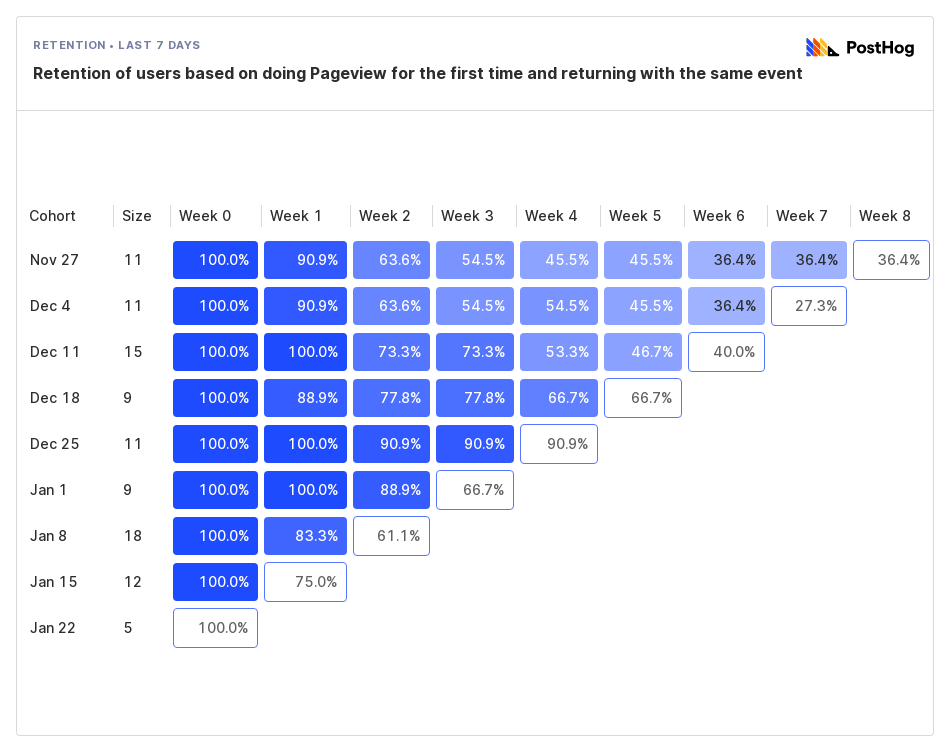 RETENTION • LAST 7 DAYS
PostHog
Retention of users based on doing Pageview for the first time and returning with the same event
Cohort Size Week 0 Week 1 Week 2 Week 3 Week 4 Week 5 Week 6 Week 7 Week 8
Nov 27 11 100.0% 90.9% 63.6% 54.5% 45.5% 45.5% 36.4% 36.4% 36.4%
Dec 4 11 100.0% 90.9% 63.6% 54.5% 54.5% 45.5% 36.4% 27.3%
Dec 11 15 100.0% 100.0% 73.3% 73.3% 53.3% 46.7% 40.0%
Dec 18 9 100.0% 88.9% 77.8% 77.8% 66.7% 66.7%
Dec 25 11 100.0% 100.0% 90.9% 90.9% 90.9%
Jan 1 9 100.0% 100.0% 88.9% 66.7%
Jan 8 18 100.0% 83.3% 61.1%
Jan 15 12 100.0% 75.0%
Jan 22 5 100.0%